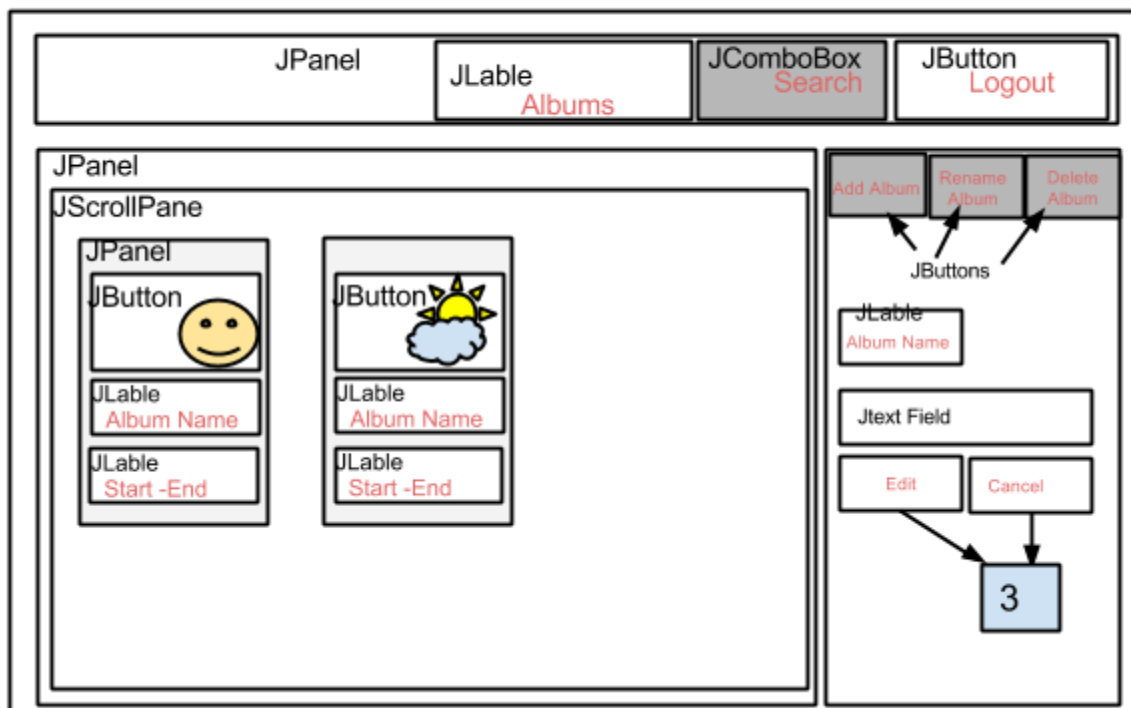 JPanel
JLable
Albums
JComboBox
Search
JButton
Logout
JPanel
JScrollPane
JPanel
JButton
JLable
Album Name
JLable
Start -End
JButton
JLable
Album Name
JLable
Start -End
Add Album
Rename
Album
Delete
Album
JButtons
JLable
Album Name
Jtext Field
Edit
Cancel
3